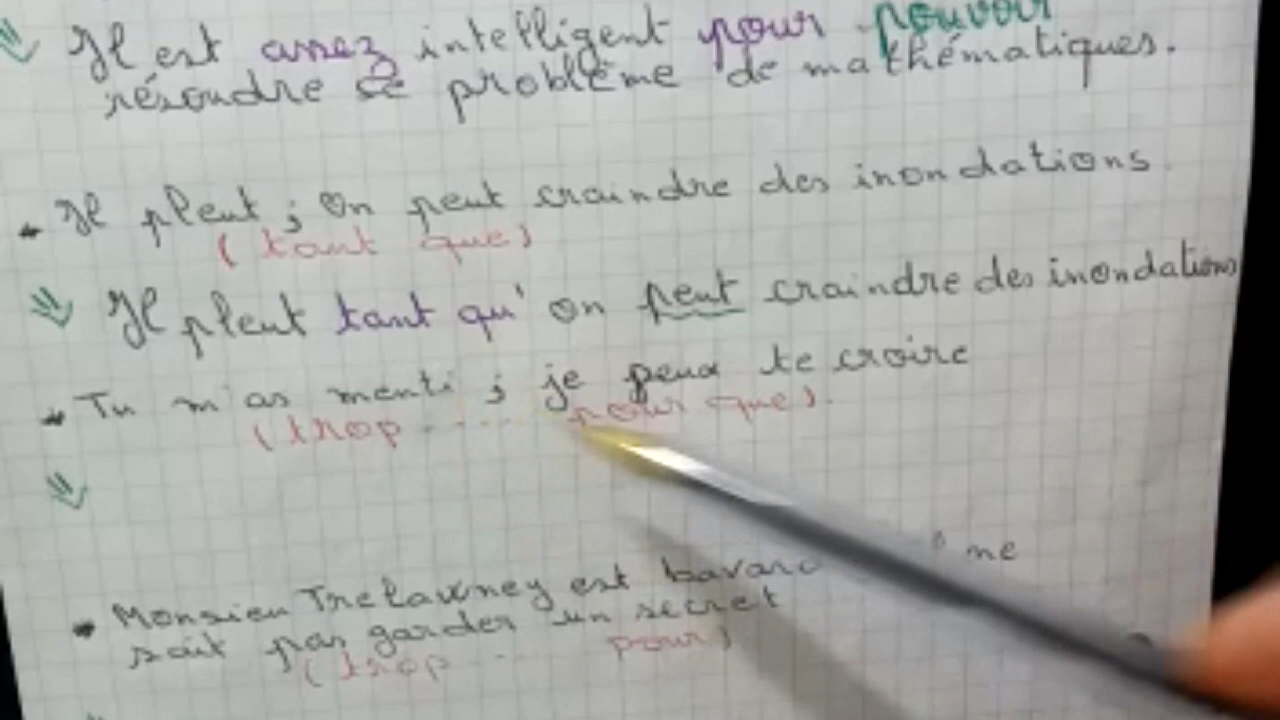 Il est assez intelligent pour pouvoir
résoudre ce problème de mathématiques.
Il pleut ; on peut craindre des inondations
(tant que)
Il pleut tant qu'on peut craindre des inondations
Tu m'as menti ; je peux te croire
(trop ...... pour que).
Monsieur Trelawney est bavard ne
sait pas garder un secret
(trop ... pour)